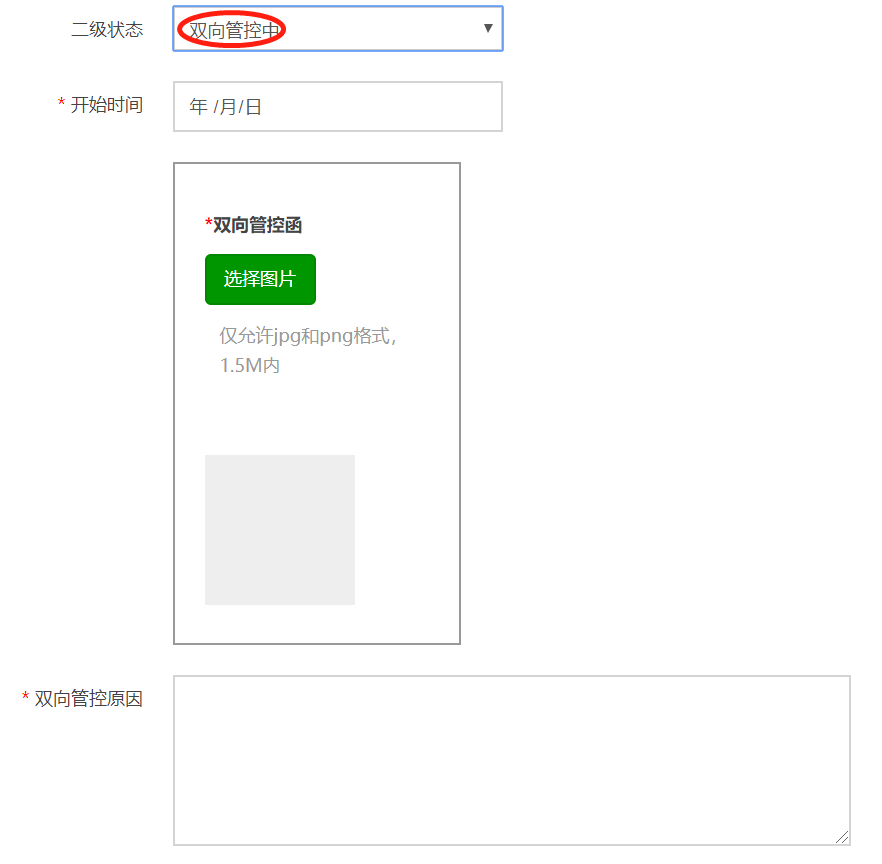 二级状态
双向管控中
* 开始时间
年 /月/日
*双向管控函
选择图片
仅允许jpg和png格式，
1.5M内
* 双向管控原因